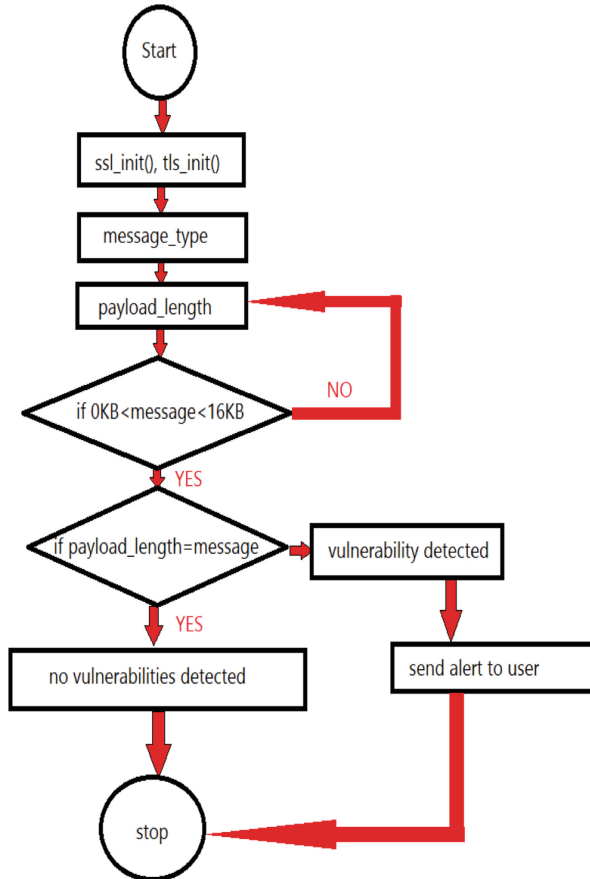 Start
ssl_init(), tls_init()
message_type
payload_length
NO
if 0KB<message<16KB
YES
if payload_length=message
vulnerability detected
YES
no vulnerabilities detected
send alert to user
stop